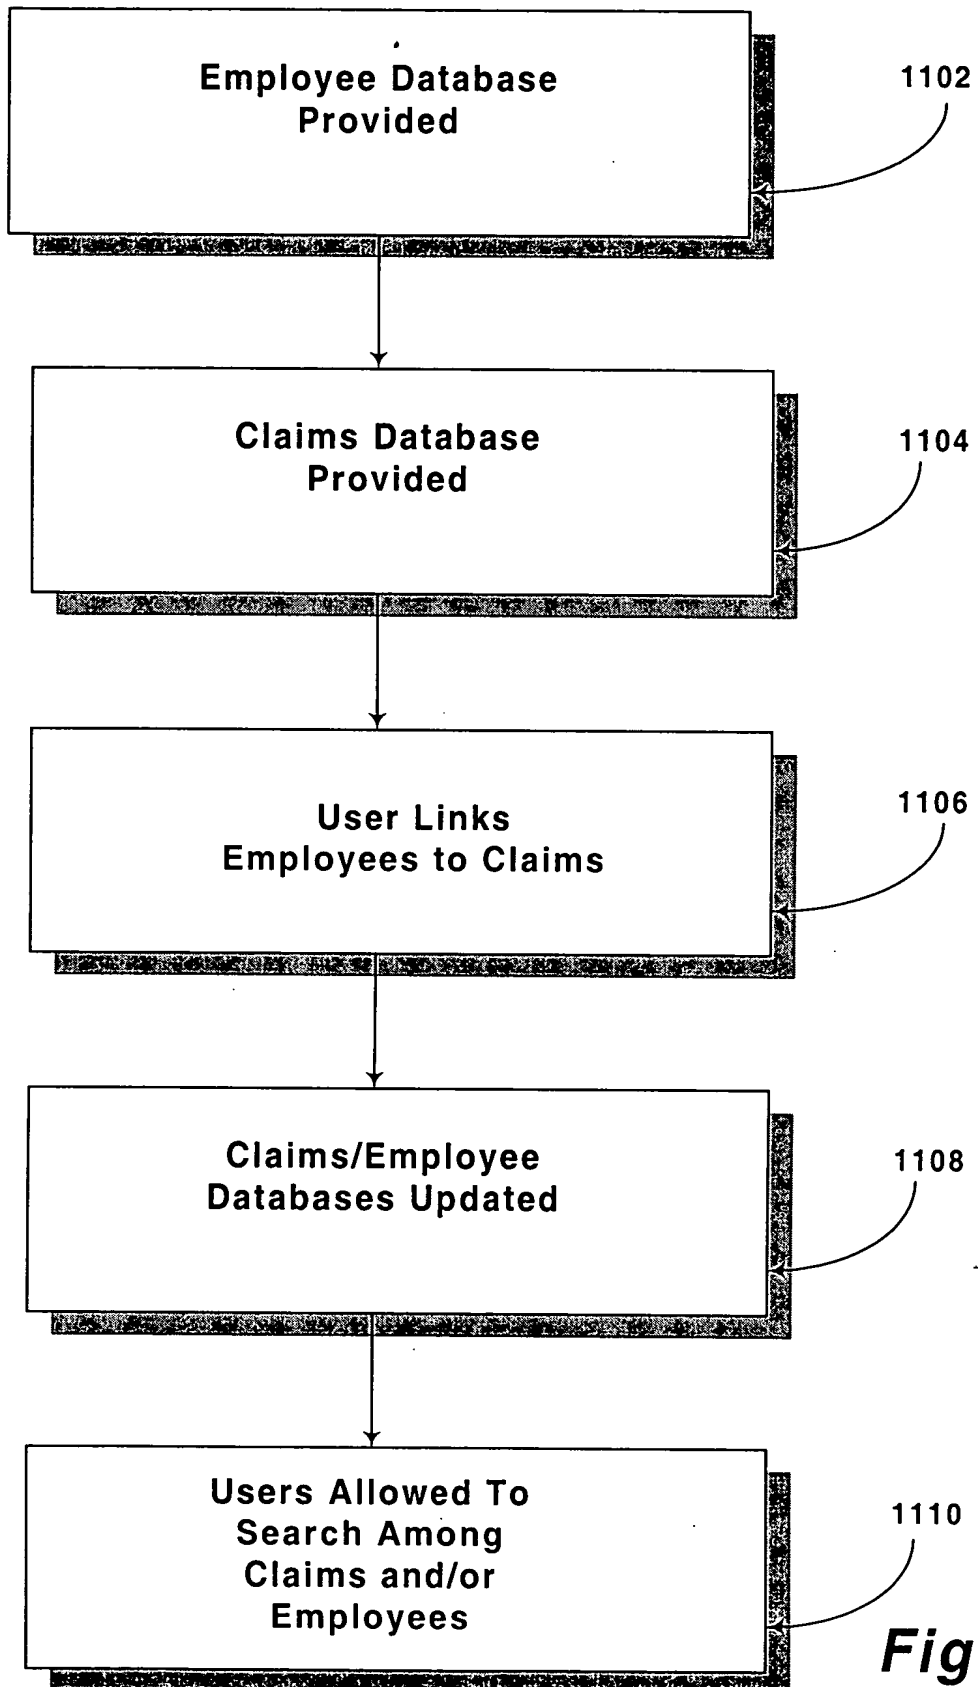 Employee Database
Provided
1102
Claims Database
Provided
1104
User Links
Employees to Claims
1106
Claims/Employee
Databases Updated
1108
Users Allowed To
Search Among
Claims and/or
Employees
1110
Fig